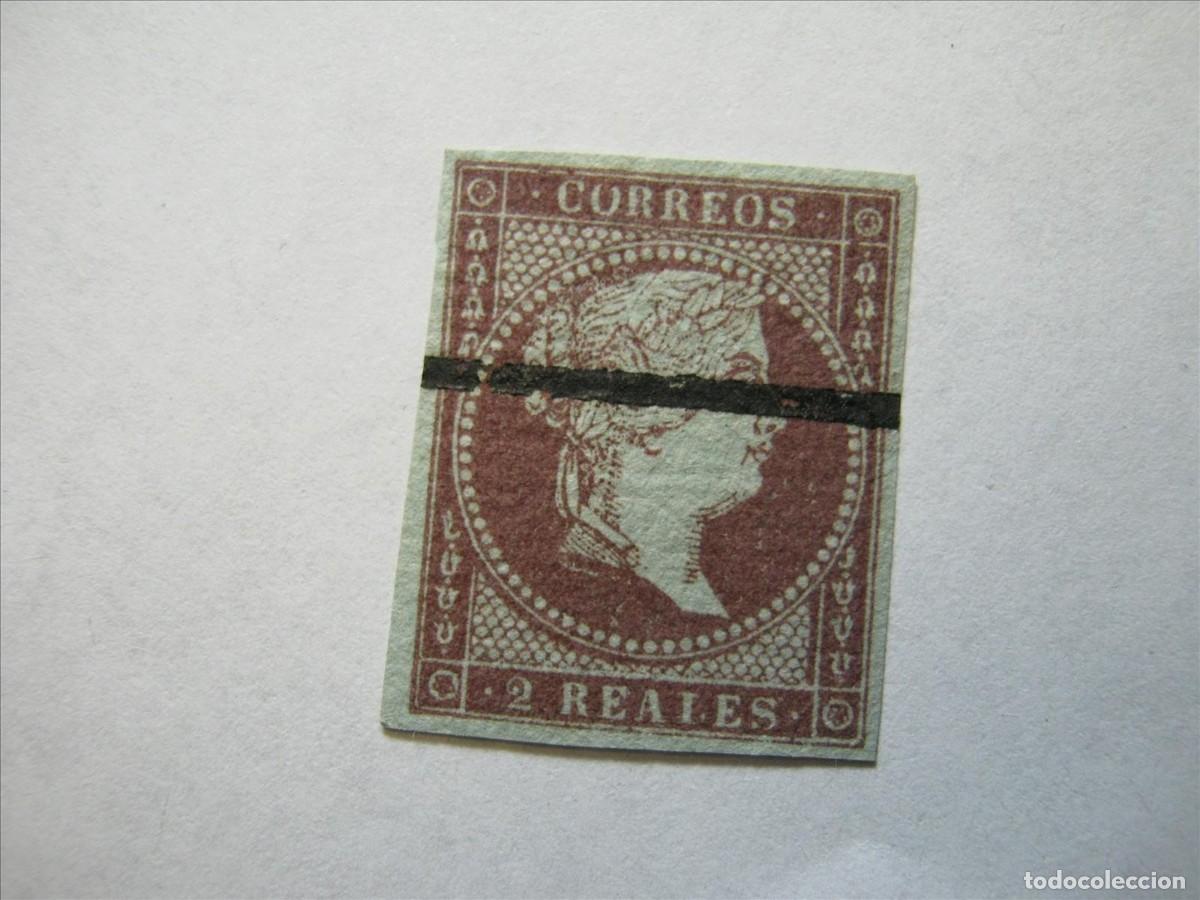 · CORREOS ·
· 2 REALES ·
todocoleccion